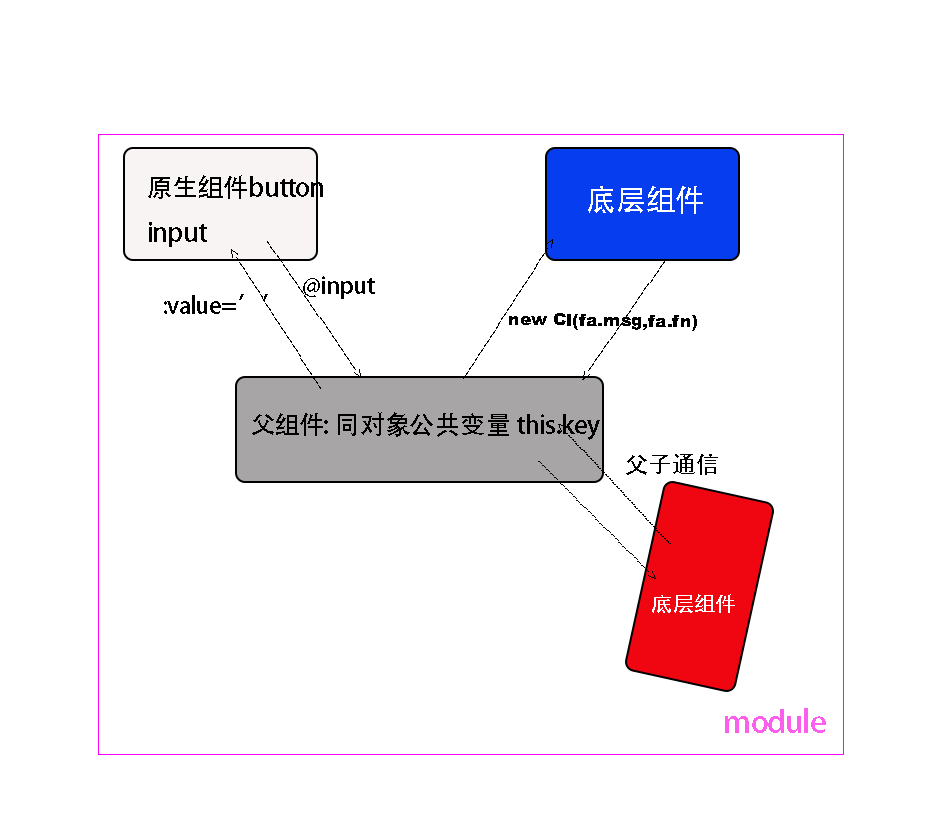 原生组件button
input
底层组件
@input
:value=′ ′
new Cl(fa.msg,fa.fn)
父组件: 同对象公共变量 this.key
父子通信
底层组件
module